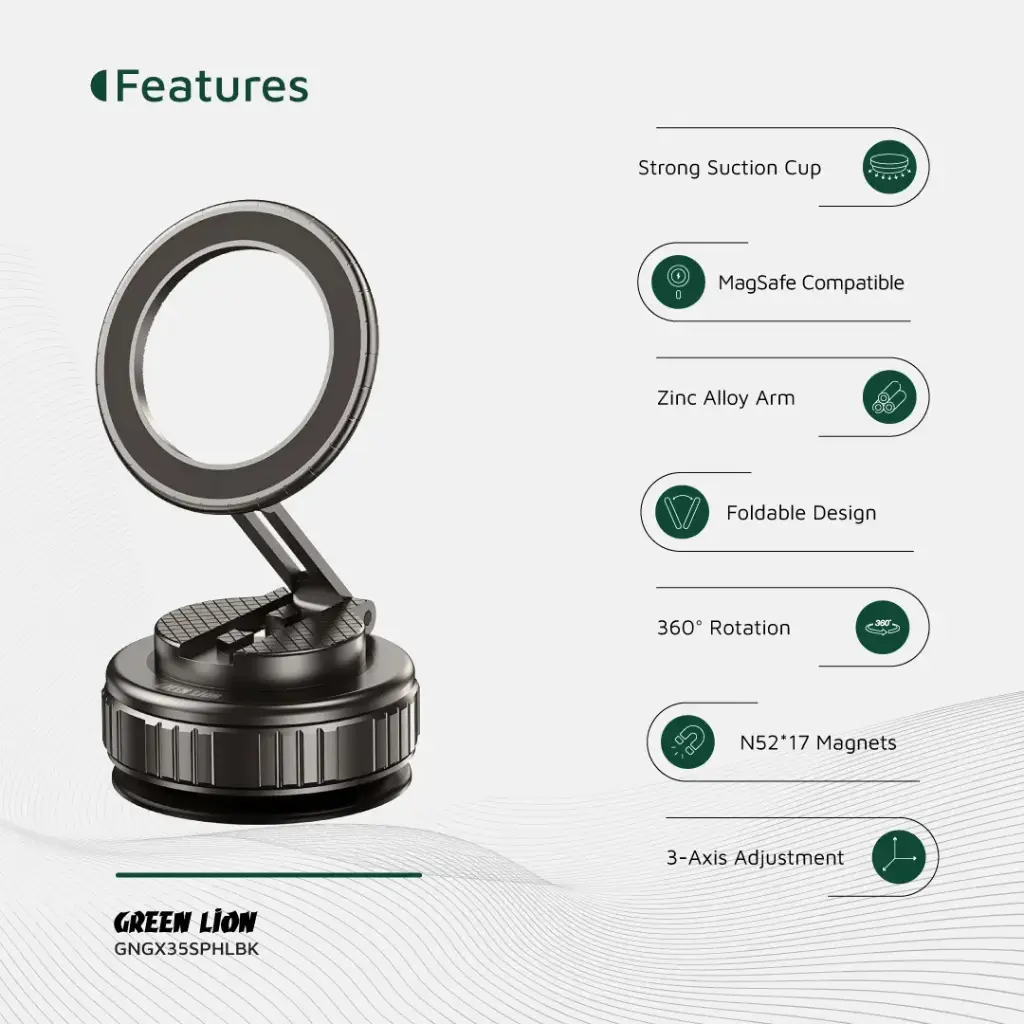 Features
Strong Suction Cup
MagSafe Compatible
Zinc Alloy Arm
Foldable Design
360° Rotation
360°
N52*17 Magnets
3-Axis Adjustment
GREEN LION
GNGX35SPHLBK